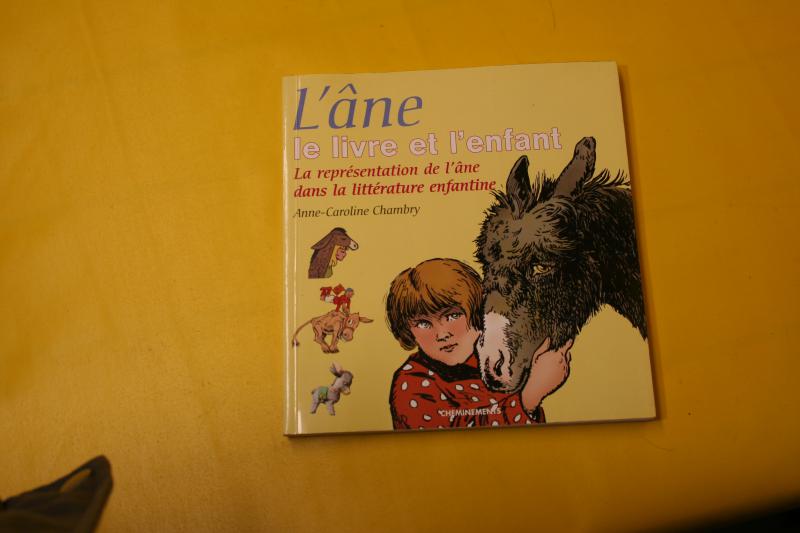 L'âne
le livre et l'enfant
La représentation de l'âne
dans la littérature enfantine
Anne-Caroline Chambry
CHEMINEMENTS